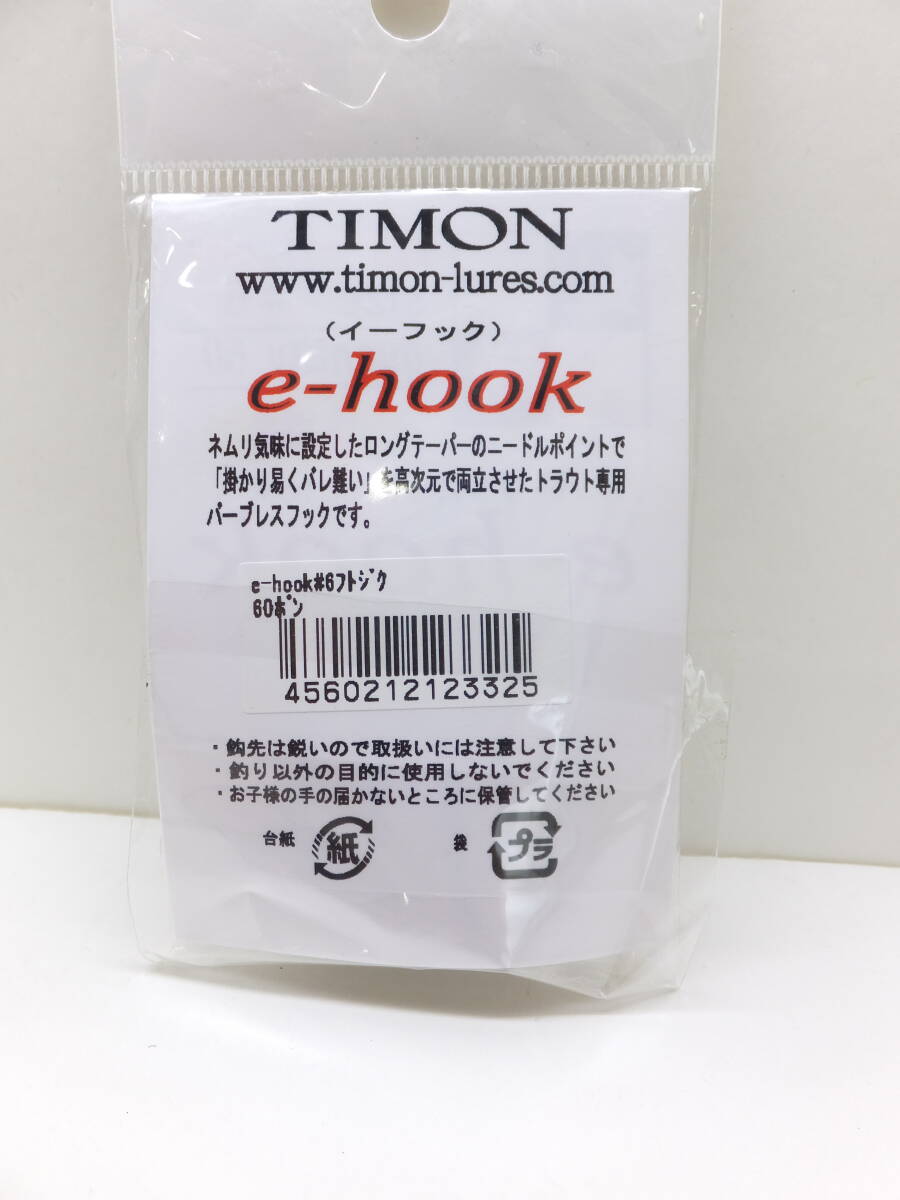 TIMON
www.timon-lures.com
（イーフック）
e-hook
ネムリ気味に設定したロングテーパーのニードルポイントで
「掛かり易くバレ難い」を高次元で両立させたトラウト専用
バーブレスフックです。
e-hook#6フトジク
60ホン
4560212123325
・鈎先は鋭いので取扱いには注意して下さい
・釣り以外の目的に使用しないでください
・お子様の手の届かないところに保管してください
台紙 紙 袋 プラ